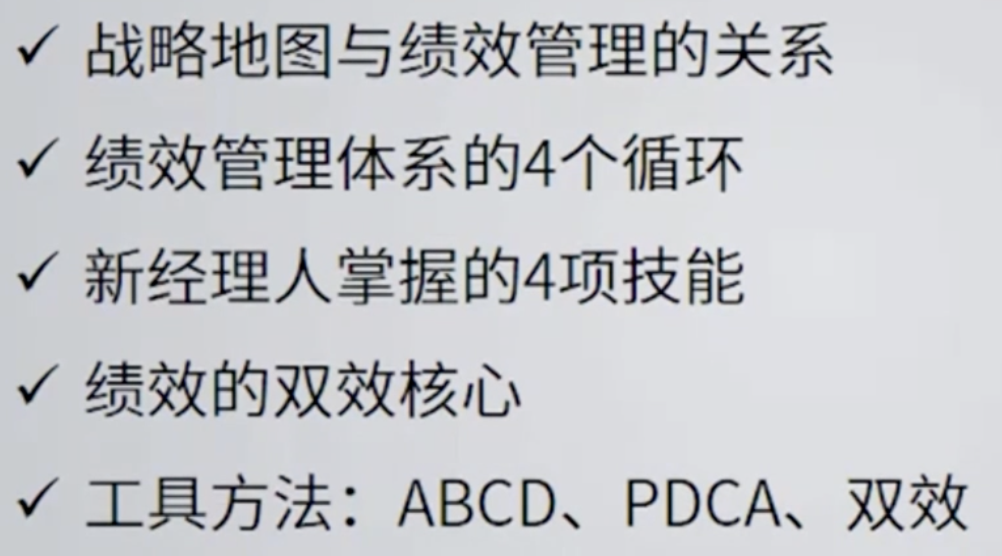 ✓ 战略地图与绩效管理的关系
✓ 绩效管理体系的4个循环
✓ 新经理人掌握的4项技能
✓ 绩效的双效核心
✓ 工具方法：ABCD、PDCA、双效